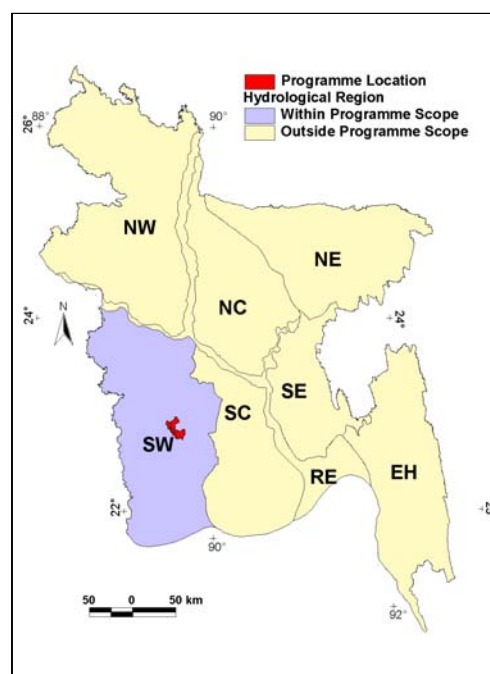 Programme Location
Hydrological Region
Within Programme Scope
Outside Programme Scope
88°
26°
90°
NW
NE
NC
N
24°
24°
SC
SE
SW
RE
EH
22°
90°
50 0 50 km
92°